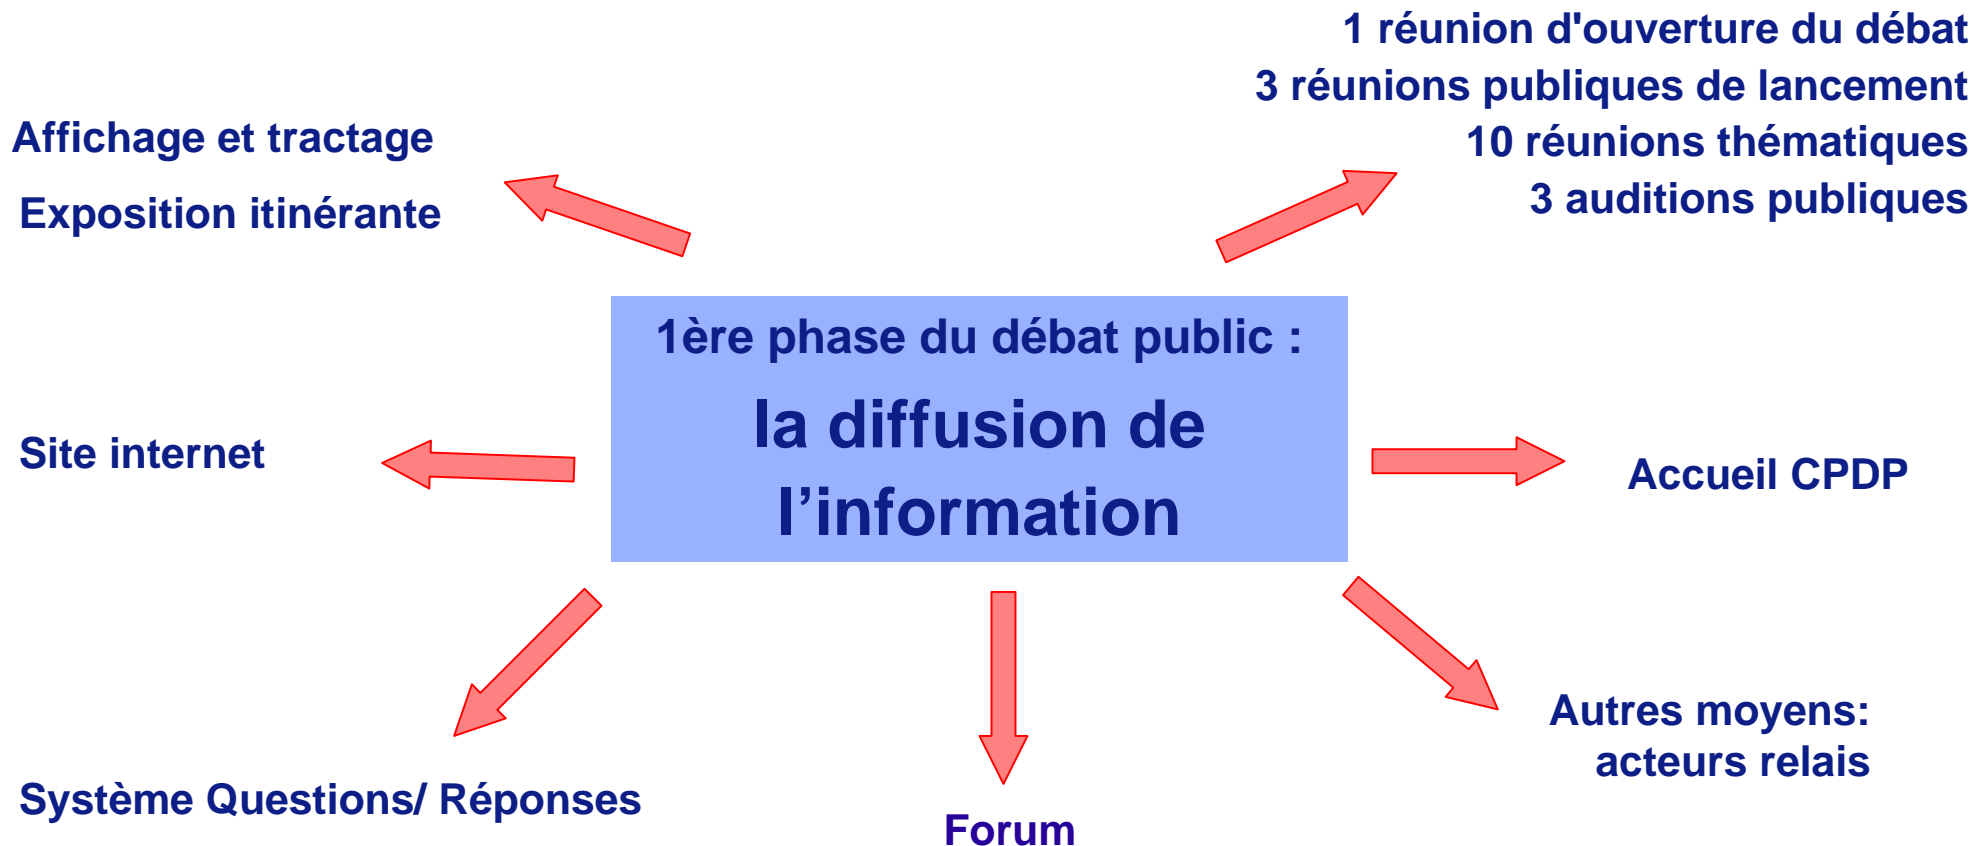 1 réunion d'ouverture du débat
3 réunions publiques de lancement
10 réunions thématiques
3 auditions publiques
Affichage et tractage
Exposition itinérante
1ère phase du débat public :
la diffusion de
l’information
Site internet
Accueil CPDP
Autres moyens:
acteurs relais
Système Questions/ Réponses
Forum